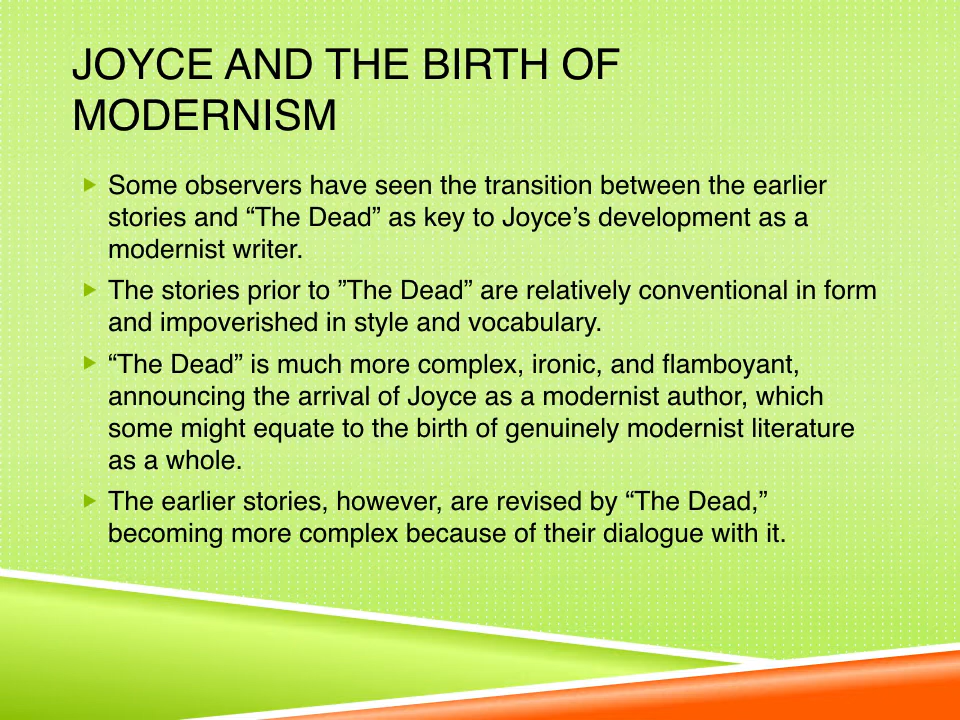 JOYCE AND THE BIRTH OF
MODERNISM
Some observers have seen the transition between the earlier
stories and “The Dead” as key to Joyce’s development as a
modernist writer.
The stories prior to ”The Dead” are relatively conventional in form
and impoverished in style and vocabulary.
“The Dead” is much more complex, ironic, and flamboyant,
announcing the arrival of Joyce as a modernist author, which
some might equate to the birth of genuinely modernist literature
as a whole.
The earlier stories, however, are revised by “The Dead,”
becoming more complex because of their dialogue with it.